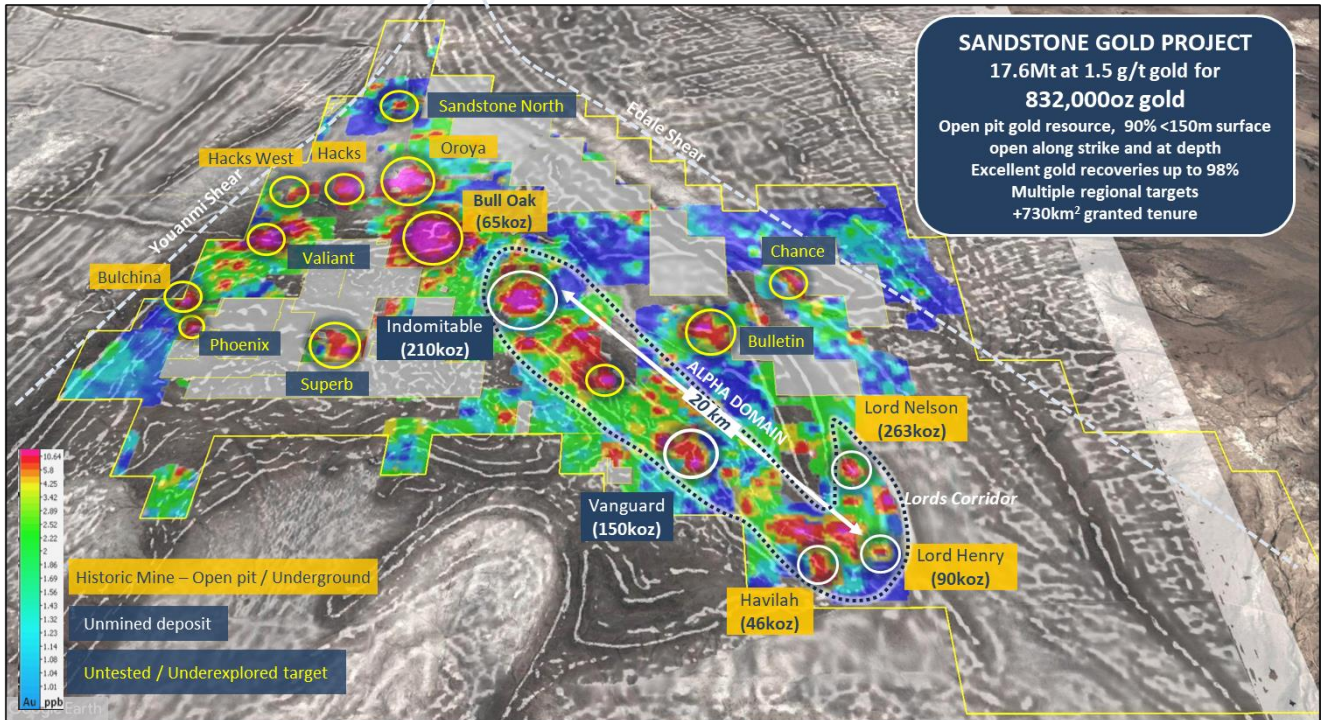 SANDSTONE GOLD PROJECT
17.6Mt at 1.5 g/t gold for
832,000oz gold
Open pit gold resource, 90% <150m surface
open along strike and at depth
Excellent gold recoveries up to 98%
Multiple regional targets
+730km² granted tenure
Sandstone North
Edale Shear
Hacks West
Hacks
Oroya
Youanmi Shear
Bull Oak
(65koz)
Valiant
Chance
Bulchina
Phoenix
Indomitable
(210koz)
Bulletin
Superb
ALPHA DOMAIN
20 km
Lord Nelson
(263koz)
Lords Corridor
Vanguard
(150koz)
Lord Henry
(90koz)
Havilah
(46koz)
10.64
5.8
4.25
3.25
2.89
2.52
2.22
2
1.86
1.69
1.56
1.43
1.32
1.23
1.14
1.08
1.04
1.01
Au ppb
Historic Mine – Open pit / Underground
Unmined deposit
Untested / Underexplored target
Google Earth